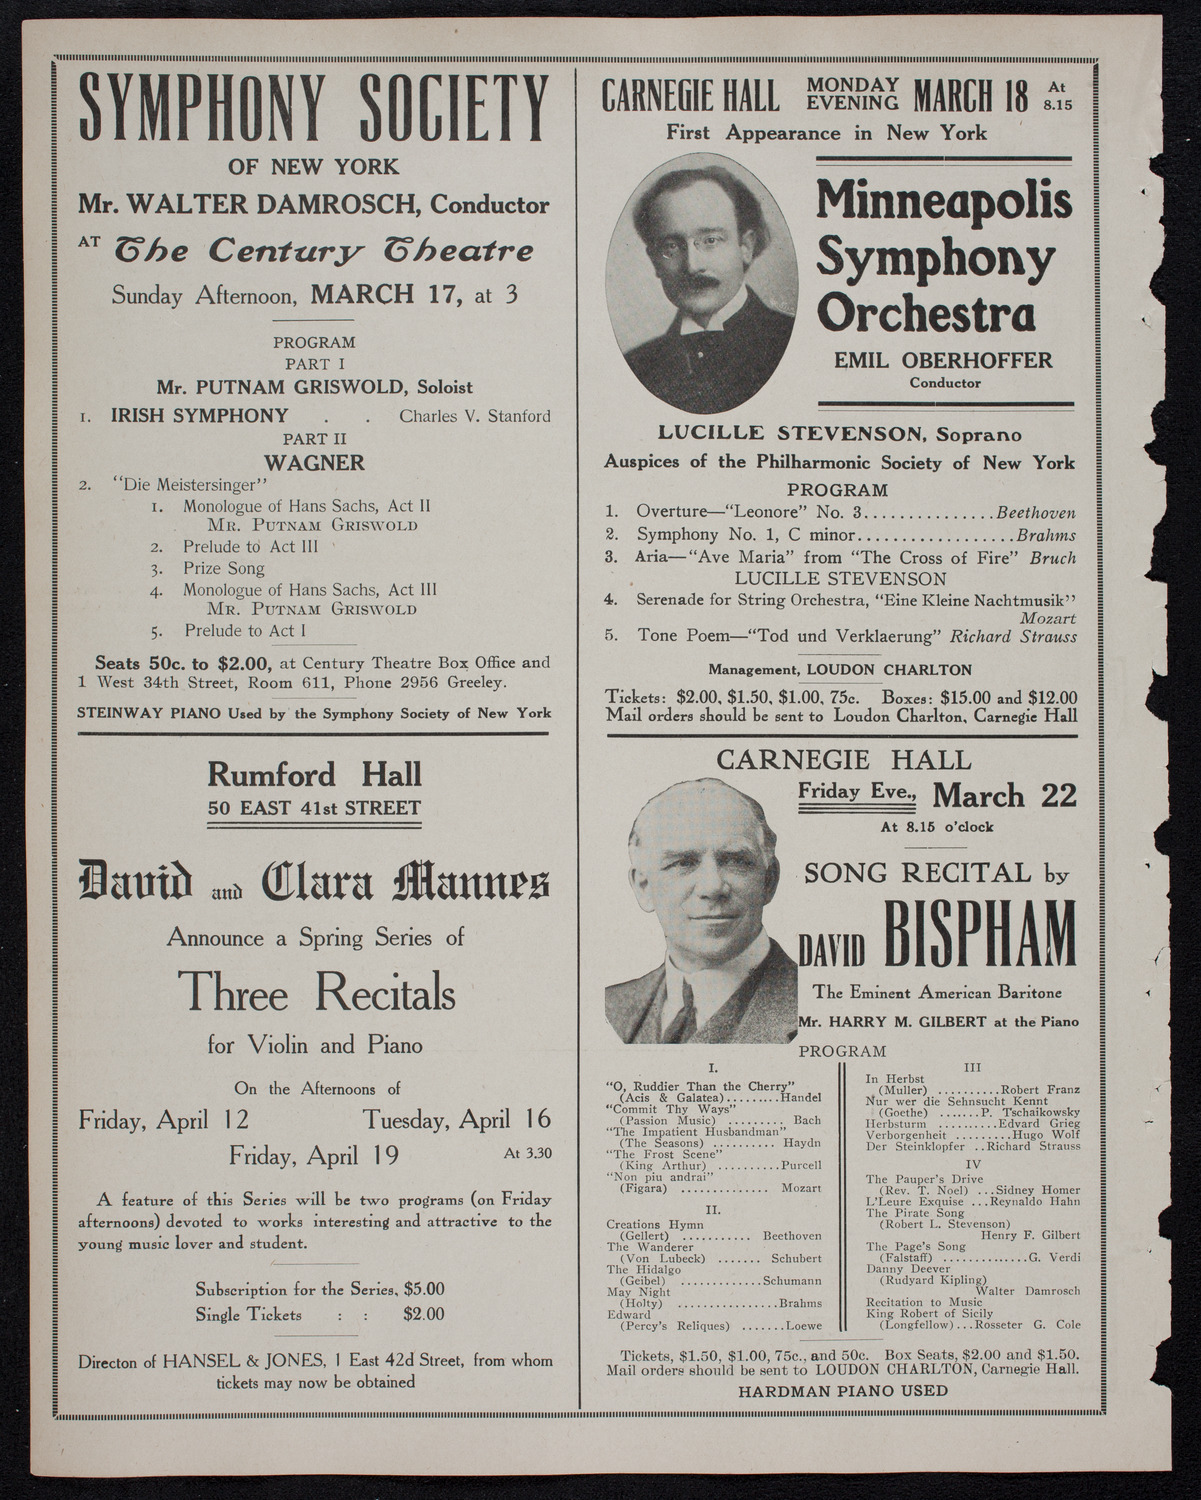 SYMPHONY SOCIETY
OF NEW YORK
Mr. WALTER DAMROSCH, Conductor
AT The Century Theatre
Sunday Afternoon, MARCH 17, at 3
PROGRAM
PART I
Mr. PUTNAM GRISWOLD, Soloist
1. IRISH SYMPHONY . . Charles V. Stanford
PART II
WAGNER
2. "Die Meistersinger"
1. Monologue of Hans Sachs, Act II
MR. PUTNAM GRISWOLD
2. Prelude to Act III
3. Prize Song
4. Monologue of Hans Sachs, Act III
MR. PUTNAM GRISWOLD
5. Prelude to Act I
Seats 50c. to $2.00, at Century Theatre Box Office and
1 West 34th Street, Room 611, Phone 2956 Greeley.
STEINWAY PIANO Used by the Symphony Society of New York
Rumford Hall
50 EAST 41st STREET
David and Clara Mannes
Announce a Spring Series of
Three Recitals
for Violin and Piano
On the Afternoons of
Friday, April 12 Tuesday, April 16
Friday, April 19 At 3.30
A feature of this Series will be two programs (on Friday
afternoons) devoted to works interesting and attractive to the
young music lover and student.
Subscription for the Series, $5.00
Single Tickets : : $2.00
Directon of HANSEL & JONES, 1 East 42d Street, from whom
tickets may now be obtained
CARNEGIE HALL MONDAY EVENING MARCH 18 At 8.15
First Appearance in New York
Minneapolis
Symphony
Orchestra
EMIL OBERHOFFER
Conductor
LUCILLE STEVENSON, Soprano
Auspices of the Philharmonic Society of New York
PROGRAM
1. Overture—"Leonore" No. 3...............Beethoven
2. Symphony No. 1, C minor..................Brahms
3. Aria—"Ave Maria" from "The Cross of Fire" Bruch
LUCILLE STEVENSON
4. Serenade for String Orchestra, "Eine Kleine Nachtmusik"
Mozart
5. Tone Poem—"Tod und Verklaerung" Richard Strauss
Management, LOUDON CHARLTON
Tickets: $2.00, $1.50, $1.00, 75c. Boxes: $15.00 and $12.00
Mail orders should be sent to Loudon Charlton, Carnegie Hall
CARNEGIE HALL
Friday Eve., March 22
At 8.15 o'clock
SONG RECITAL by
DAVID BISPHAM
The Eminent American Baritone
Mr. HARRY M. GILBERT at the Piano
PROGRAM
I.
"O, Ruddier Than the Cherry"
(Acis & Galatea).........Handel
"Commit Thy Ways"
(Passion Music) ......... Bach
"The Impatient Husbandman"
(The Seasons) .......... Haydn
"The Frost Scene"
(King Arthur) ..........Purcell
"Non piu andrai"
(Figara) .............. Mozart
II.
Creations Hymn
(Gellert) ........... Beethoven
The Wanderer
(Von Lubeck) ....... Schubert
The Hidalgo
(Geibel) .............Schumann
May Night
(Holty) ................Brahms
Edward
(Percy's Reliques) .......Loewe
III
In Herbst
(Muller) ..........Robert Franz
Nur wer die Sehnsucht Kennt
(Goethe) .......P. Tschaikowsky
Herbsturm ..........Edvard Grieg
Verborgenheit .........Hugo Wolf
Der Steinklopfer ..Richard Strauss
IV
The Pauper's Drive
(Rev. T. Noel) ...Sidney Homer
L'Leure Exquise ...Reynaldo Hahn
The Pirate Song
(Robert L. Stevenson)
Henry F. Gilbert
The Page's Song
(Falstaff) .............G. Verdi
Danny Deever
(Rudyard Kipling)
Walter Damrosch
Recitation to Music
King Robert of Sicily
(Longfellow)...Rosseter G. Cole
Tickets, $1.50, $1.00, 75c., and 50c. Box Seats, $2.00 and $1.50.
Mail orders should be sent to LOUDON CHARLTON, Carnegie Hall.
HARDMAN PIANO USED